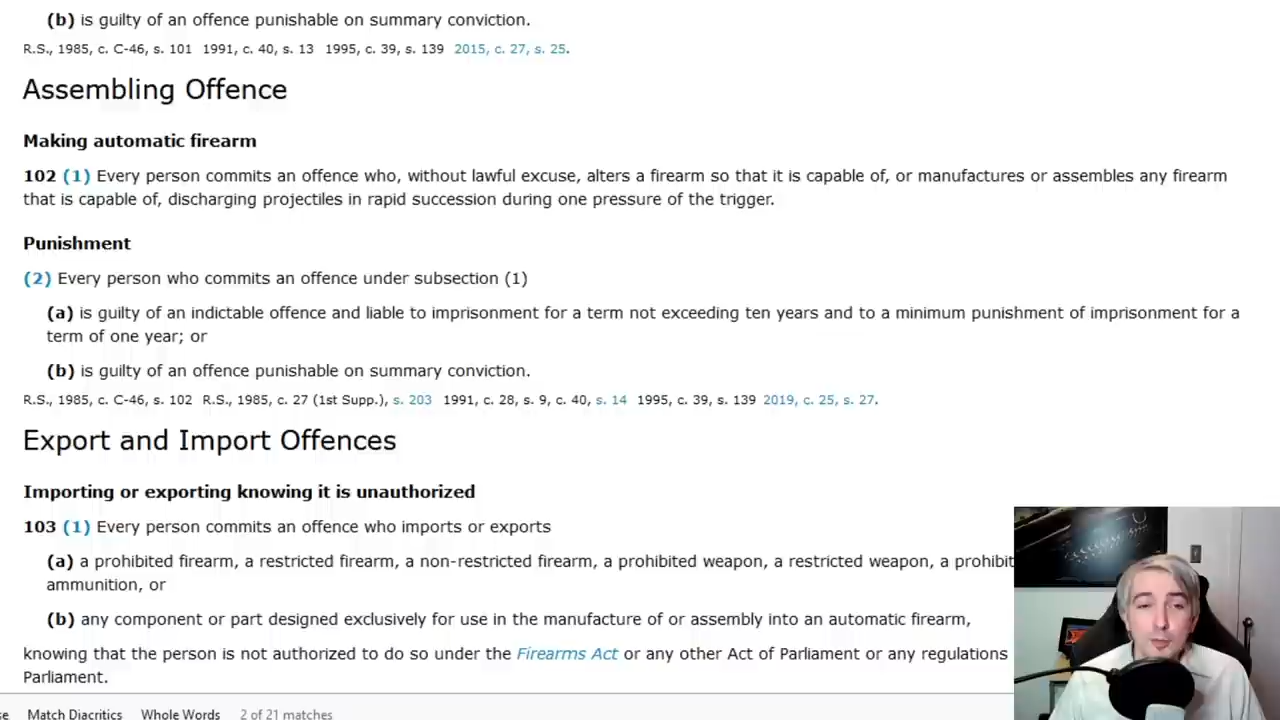 (b) is guilty of an offence punishable on summary conviction.
R.S., 1985, c. C-46, s. 101 1991, c. 40, s. 13 1995, c. 39, s. 139 2015, c. 27, s. 25.
Assembling Offence
Making automatic firearm
102 (1) Every person commits an offence who, without lawful excuse, alters a firearm so that it is capable of, or manufactures or assembles any firearm
that is capable of, discharging projectiles in rapid succession during one pressure of the trigger.
Punishment
(2) Every person who commits an offence under subsection (1)
(a) is guilty of an indictable offence and liable to imprisonment for a term not exceeding ten years and to a minimum punishment of imprisonment for a
term of one year; or
(b) is guilty of an offence punishable on summary conviction.
R.S., 1985, c. C-46, s. 102 R.S., 1985, c. 27 (1st Supp.), s. 203 1991, c. 28, s. 9, c. 40, s. 14 1995, c. 39, s. 139 2019, c. 25, s. 27.
Export and Import Offences
Importing or exporting knowing it is unauthorized
103 (1) Every person commits an offence who imports or exports
(a) a prohibited firearm, a restricted firearm, a non-restricted firearm, a prohibited weapon, a restricted weapon, a prohibit
ammunition, or
(b) any component or part designed exclusively for use in the manufacture of or assembly into an automatic firearm,
knowing that the person is not authorized to do so under the Firearms Act or any other Act of Parliament or any regulations
Parliament.
se Match Diacritics Whole Words 2 of 21 matches